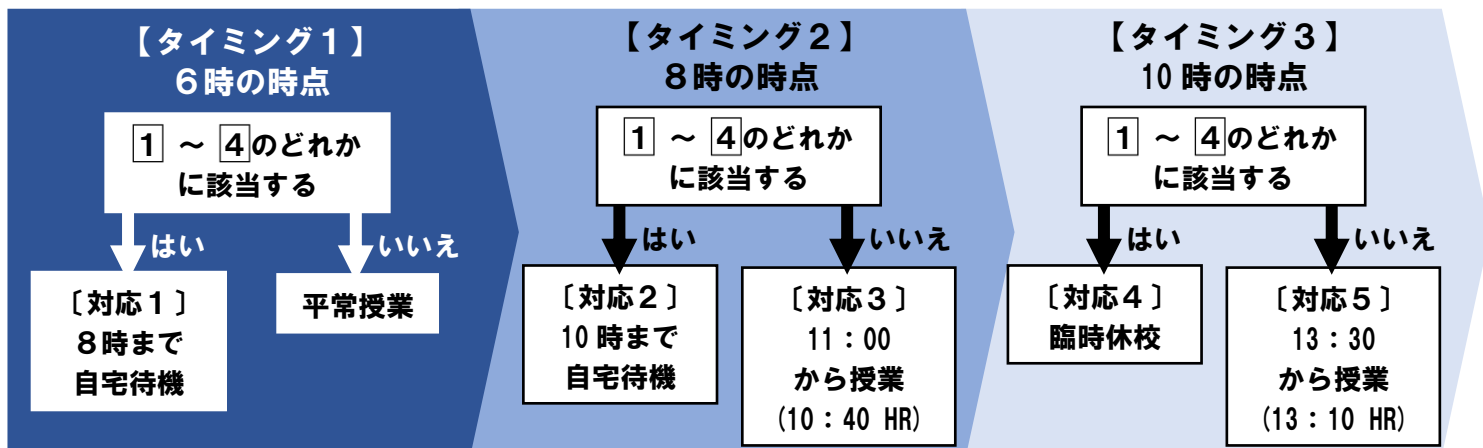 【タイミング１】
６時の時点
1 ～ 4のどれか
に該当する
はい
いいえ
〔対応１〕
８時まで
自宅待機
平常授業
【タイミング２】
８時の時点
1 ～ 4のどれか
に該当する
はい
いいえ
〔対応２〕
10時まで
自宅待機
〔対応３〕
11：00
から授業
(10：40 HR)
【タイミング３】
10時の時点
1 ～ 4のどれか
に該当する
はい
いいえ
〔対応４〕
臨時休校
〔対応５〕
13：30
から授業
(13：10 HR)